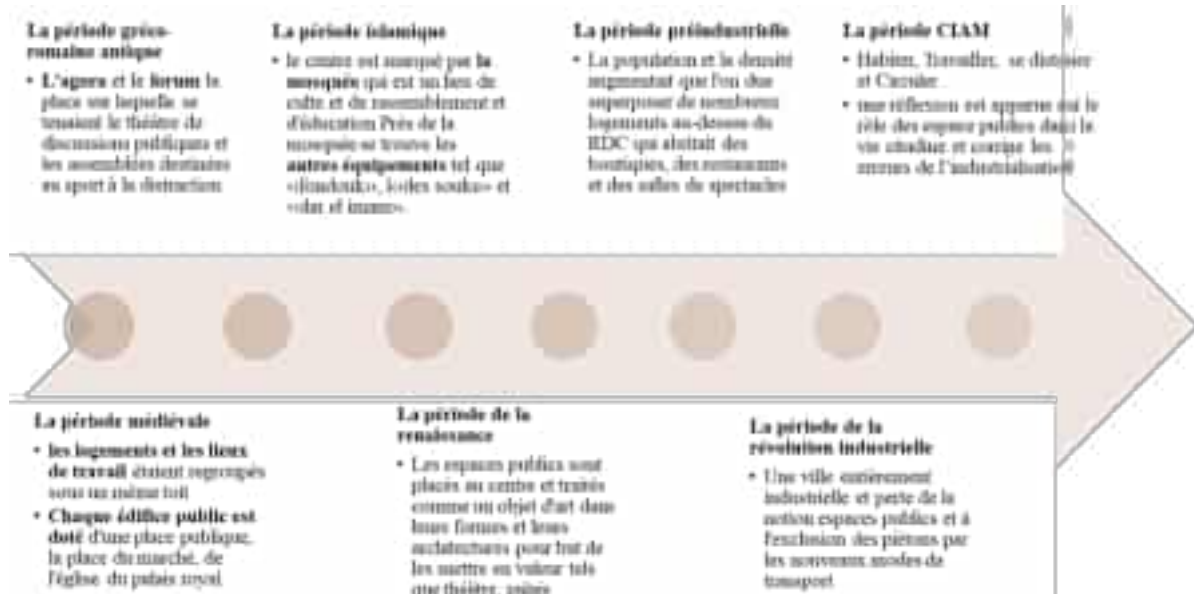 La période gréco-
romaine antique
• L'agora et le forum la
place sur laquelle se
tenaient le théâtre de
discussions publiques et
les assemblées destinées
au sport à la distraction
La période islamique
• le centre est marqué par la
mosquée qui est un lieu de
culte et de rassemblement et
d'éducation Près de la
mosquée se trouve les
autres équipements tel que
souks» et
La période préindustrielle
• La population et la densité
augmentant que l'on
superposer de nombreux
logements au-dessus du
RDC qui abritait des
boutiques, des restaurants
et des salles de spectacles
La période CIAM
• Habiter, Travailler, se
et Circuler
• une réflexion est apparue sur le
rôle des espace publics dans la
vie citadine et corrige les
erreurs de l'industrialisation
La période médiévale
• les logements et les lieux
de travail étaient regroupés
sous un même toit
• Chaque édifice public est
doté d'une place publique,
la place du marché, de
l'église du palais royal
La période de la
renaissance
• Les espaces publics sont
placés au centre et traités
comme un objet d'art dans
leurs formes et leurs
architectures pour but de
les mettre en valeur tels
que théâtre,
La période de la
révolution industrielle
• Une ville entièrement
industrielle et perte de la
notion espaces publics et à
l'exclusion des piétons par
les nouveaux modes de
transport